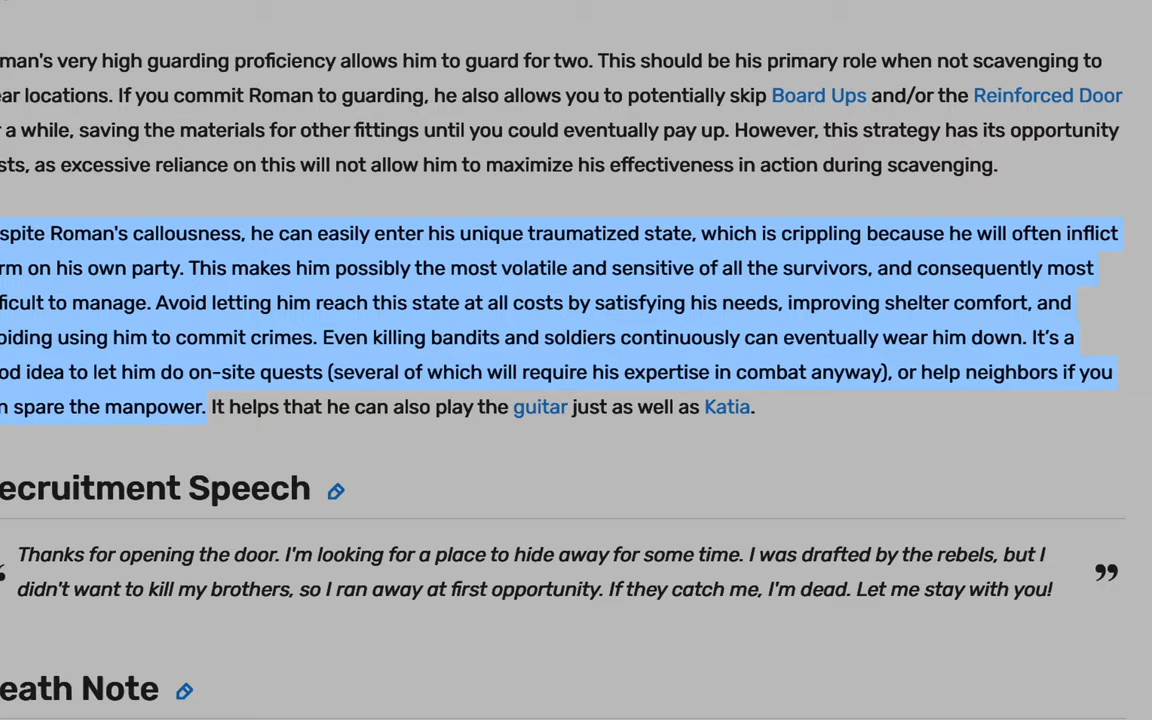 man's very high guarding proficiency allows him to guard for two. This should be his primary role when not scavenging to
ar locations. If you commit Roman to guarding, he also allows you to potentially skip Board Ups and/or the Reinforced Door
r a while, saving the materials for other fittings until you could eventually pay up. However, this strategy has its opportunity
sts, as excessive reliance on this will not allow him to maximize his effectiveness in action during scavenging.
spite Roman's callousness, he can easily enter his unique traumatized state, which is crippling because he will often inflict
rm on his own party. This makes him possibly the most volatile and sensitive of all the survivors, and consequently most
ficult to manage. Avoid letting him reach this state at all costs by satisfying his needs, improving shelter comfort, and
oiding using him to commit crimes. Even killing bandits and soldiers continuously can eventually wear him down. It’s a
od idea to let him do on-site quests (several of which will require his expertise in combat anyway), or help neighbors if you
n spare the manpower. It helps that he can also play the guitar just as well as Katia.
ecruitment Speech
Thanks for opening the door. I'm looking for a place to hide away for some time. I was drafted by the rebels, but I
didn't want to kill my brothers, so I ran away at first opportunity. If they catch me, I'm dead. Let me stay with you!
”
eath Note